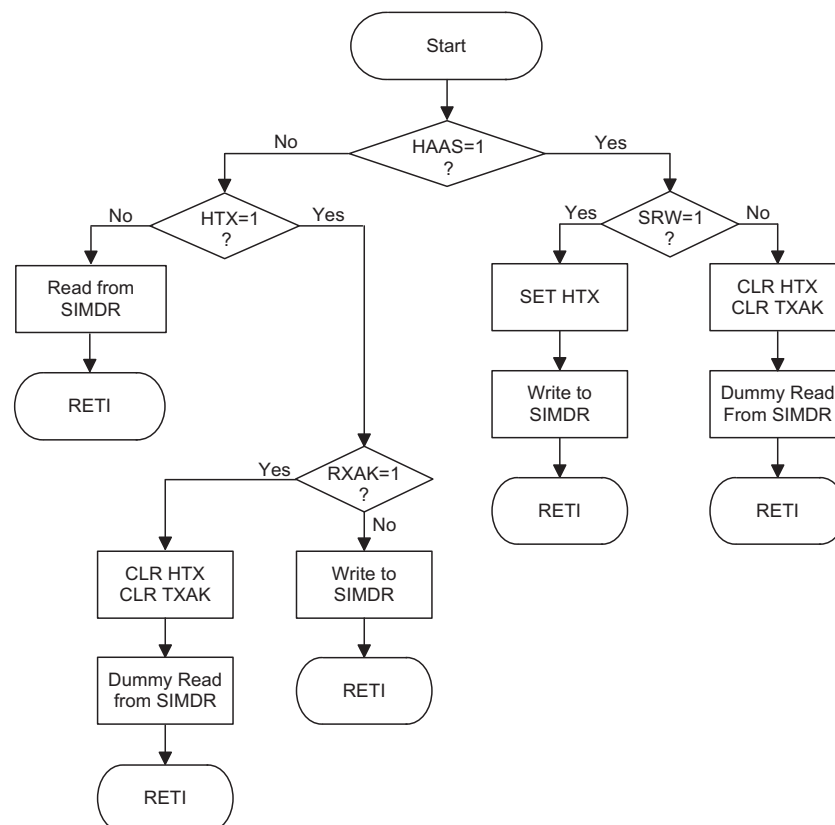 Start
HAAS=1
?
No
Yes
HTX=1
?
No
Yes
SRW=1
?
Yes
No
Read from
SIMDR
SET HTX
CLR HTX
CLR TXAK
RETI
Write to
SIMDR
Dummy Read
From SIMDR
RXAK=1
?
Yes
No
RETI
RETI
CLR HTX
CLR TXAK
Write to
SIMDR
Dummy Read
from SIMDR
RETI
RETI